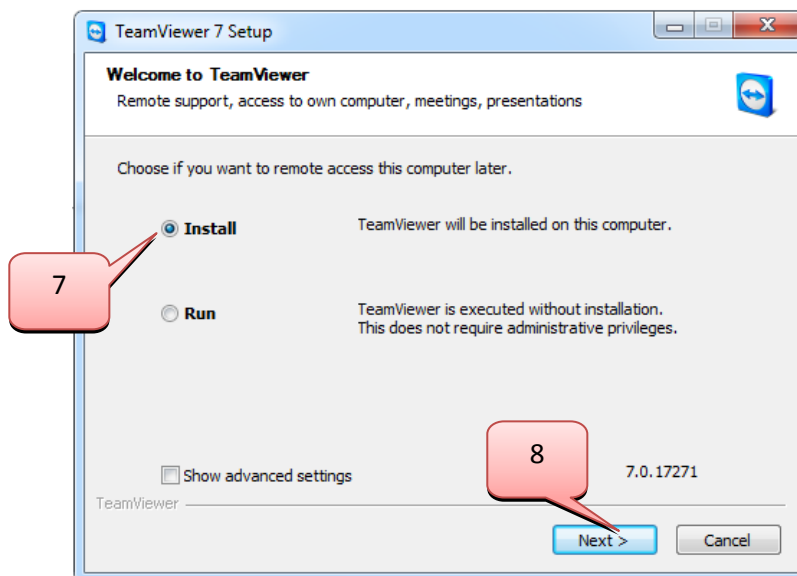 TeamViewer 7 Setup
Welcome to TeamViewer
Remote support, access to own computer, meetings, presentations
Choose if you want to remote access this computer later.
Install
TeamViewer will be installed on this computer.
7
Run
TeamViewer is executed without installation.
This does not require administrative privileges.
8
Show advanced settings
7.0.17271
TeamViewer
Next >
Cancel